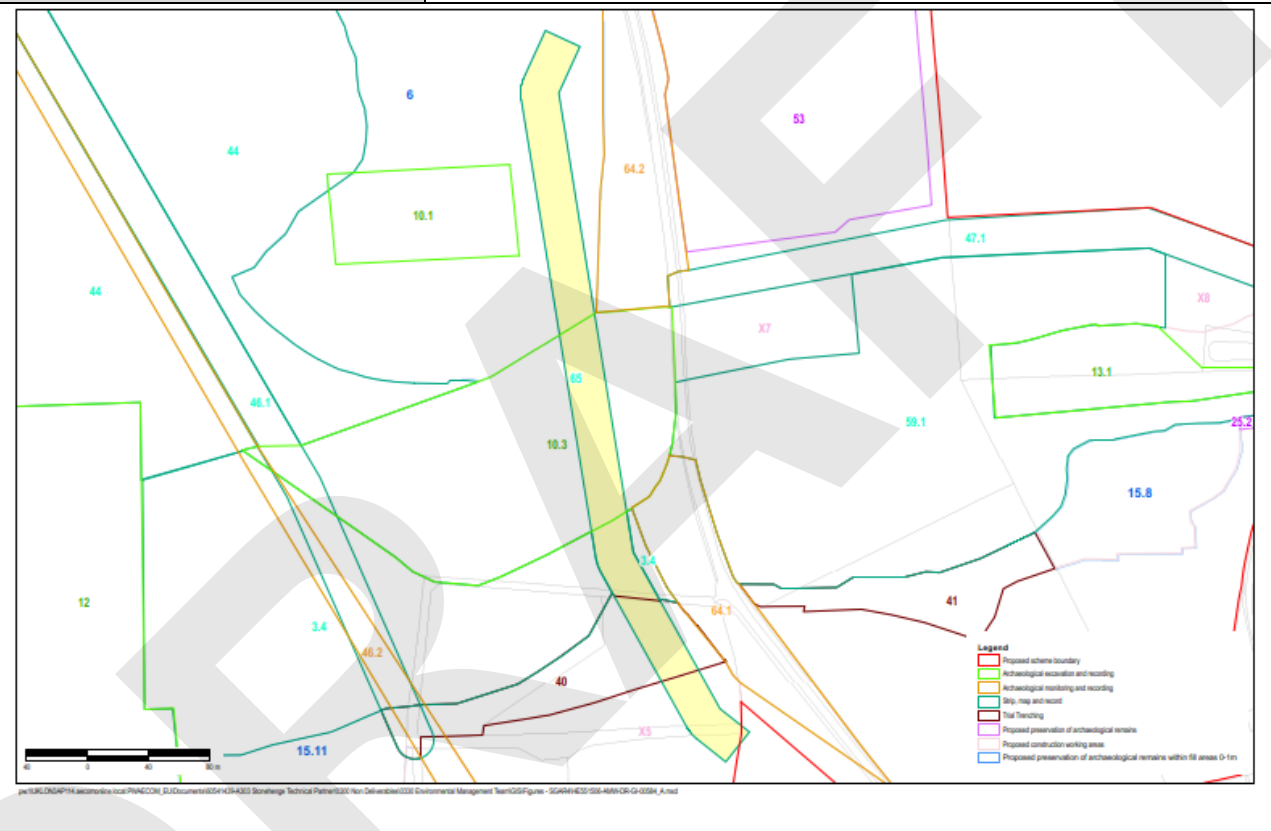 6
53
44
64.2
10.1
47.1
44
X8
X7
13.1
65
46.1
59.1
25.2
10.3
15.8
3.4
12
41
64.1
3.4
46.2
Legend
Proposed scheme boundary
Archaeological excavation and recording
40
Archaeological monitoring and recording
Strip, map and record
Trial Trenching
X5
Proposed preservation of archaeological remains
Proposed construction working areas
15.11
Proposed preservation of archaeological remains within fill areas 0-1m
40 0 40 80 m
DRAFT